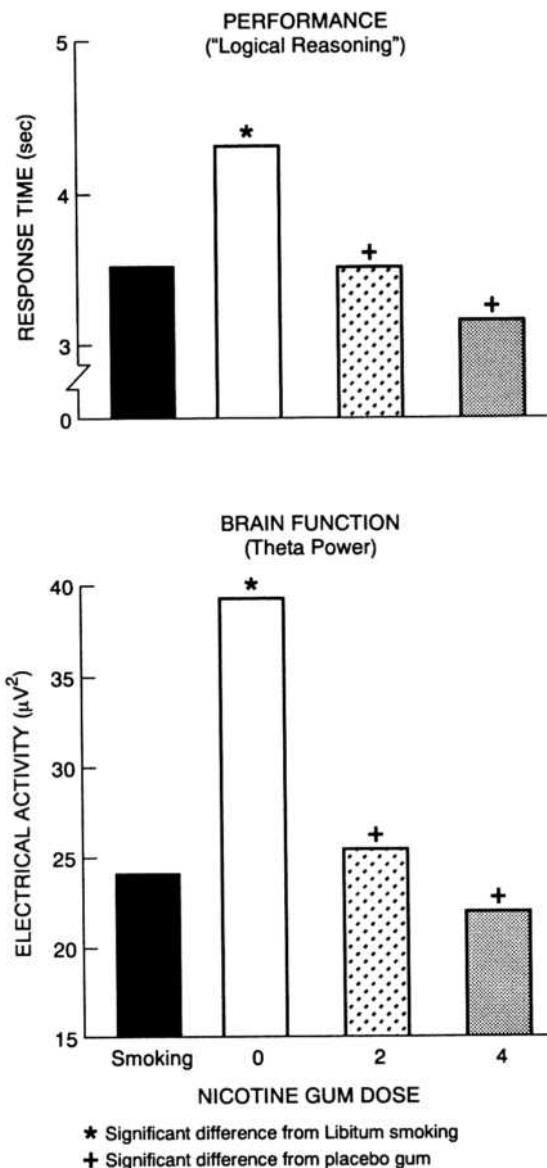 PERFORMANCE
("Logical Reasoning")
5
4
3
0
RESPONSE TIME (sec)
*
+
+
BRAIN FUNCTION
(Theta Power)
40
35
30
25
20
15
ELECTRICAL ACTIVITY (µV²)
*
+
+
Smoking 0 2 4
NICOTINE GUM DOSE
* Significant difference from Libitum smoking
+ Significant difference from placebo gum